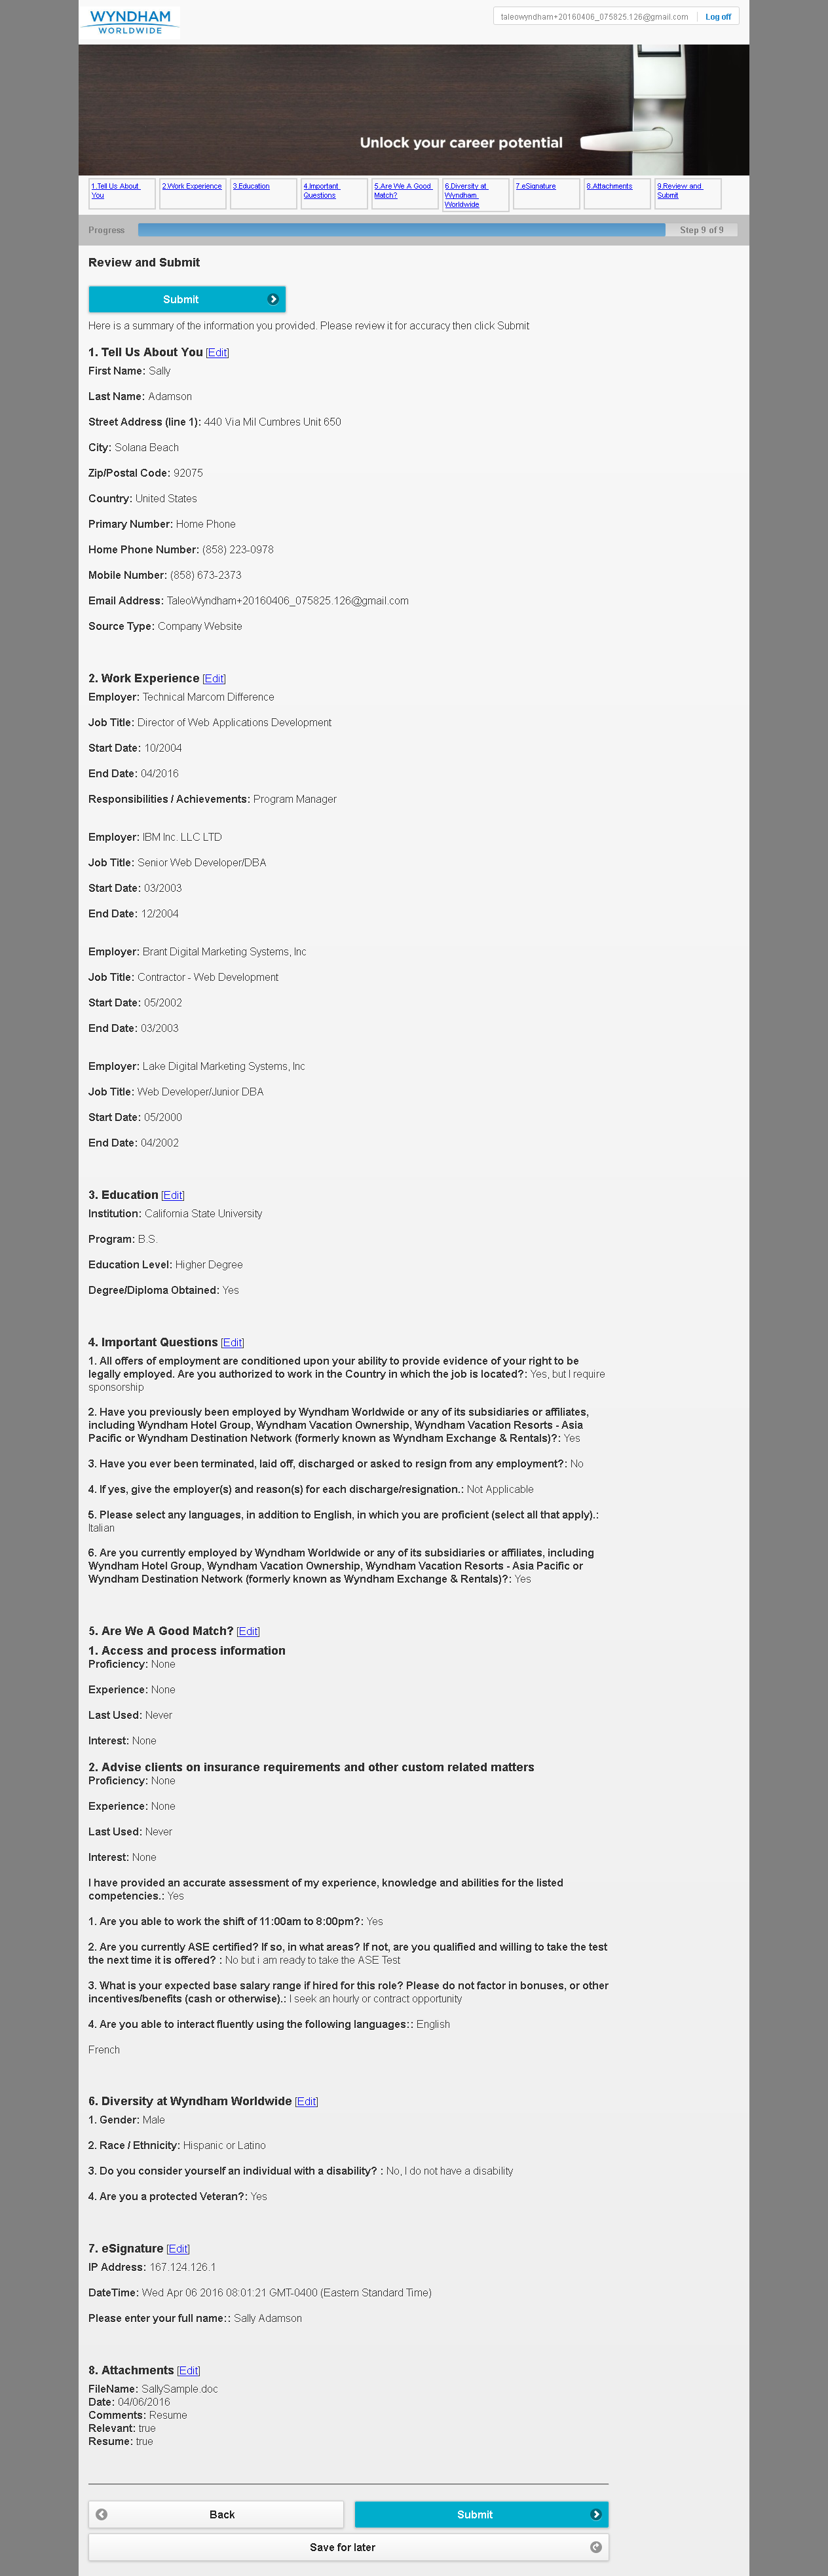 WYNDHAM
WORLDWIDE
taleowyndham+20160406_075825.126@gmail.com
Log off
Unlock your career potential
1.Tell Us About
You
2.Work Experience
3.Education
4.Important
Questions
5.Are We A Good
Match?
6.Diversity at
Wyndham
Worldwide
7.eSignature
8.Attachments
9.Review and
Submit
Progress
Step 9 of 9
Review and Submit
Submit
Here is a summary of the information you provided. Please review it for accuracy then click Submit
1. Tell Us About You [Edit]
First Name: Sally
Last Name: Adamson
Street Address (line 1): 440 Via Mil Cumbres Unit 650
City: Solana Beach
Zip/Postal Code: 92075
Country: United States
Primary Number: Home Phone
Home Phone Number: (858) 223-0978
Mobile Number: (858) 673-2373
Email Address: TaleoWyndham+20160406_075825.126@gmail.com
Source Type: Company Website
2. Work Experience [Edit]
Employer: Technical Marcom Difference
Job Title: Director of Web Applications Development
Start Date: 10/2004
End Date: 04/2016
Responsibilities / Achievements: Program Manager
Employer: IBM Inc. LLC LTD
Job Title: Senior Web Developer/DBA
Start Date: 03/2003
End Date: 12/2004
Employer: Brant Digital Marketing Systems, Inc
Job Title: Contractor - Web Development
Start Date: 05/2002
End Date: 03/2003
Employer: Lake Digital Marketing Systems, Inc
Job Title: Web Developer/Junior DBA
Start Date: 05/2000
End Date: 04/2002
3. Education [Edit]
Institution: California State University
Program: B.S.
Education Level: Higher Degree
Degree/Diploma Obtained: Yes
4. Important Questions [Edit]
1. All offers of employment are conditioned upon your ability to provide evidence of your right to be
legally employed. Are you authorized to work in the Country in which the job is located?: Yes, but I require
sponsorship
2. Have you previously been employed by Wyndham Worldwide or any of its subsidiaries or affiliates,
including Wyndham Hotel Group, Wyndham Vacation Ownership, Wyndham Vacation Resorts - Asia
Pacific or Wyndham Destination Network (formerly known as Wyndham Exchange & Rentals)?: Yes
3. Have you ever been terminated, laid off, discharged or asked to resign from any employment?: No
4. If yes, give the employer(s) and reason(s) for each discharge/resignation.: Not Applicable
5. Please select any languages, in addition to English, in which you are proficient (select all that apply).:
Italian
6. Are you currently employed by Wyndham Worldwide or any of its subsidiaries or affiliates, including
Wyndham Hotel Group, Wyndham Vacation Ownership, Wyndham Vacation Resorts - Asia Pacific or
Wyndham Destination Network (formerly known as Wyndham Exchange & Rentals)?: Yes
5. Are We A Good Match? [Edit]
1. Access and process information
Proficiency: None
Experience: None
Last Used: Never
Interest: None
2. Advise clients on insurance requirements and other custom related matters
Proficiency: None
Experience: None
Last Used: Never
Interest: None
I have provided an accurate assessment of my experience, knowledge and abilities for the listed
competencies.: Yes
1. Are you able to work the shift of 11:00am to 8:00pm?: Yes
2. Are you currently ASE certified? If so, in what areas? If not, are you qualified and willing to take the test
the next time it is offered? : No but i am ready to take the ASE Test
3. What is your expected base salary range if hired for this role? Please do not factor in bonuses, or other
incentives/benefits (cash or otherwise).: I seek an hourly or contract opportunity
4. Are you able to interact fluently using the following languages:: English
French
6. Diversity at Wyndham Worldwide [Edit]
1. Gender: Male
2. Race / Ethnicity: Hispanic or Latino
3. Do you consider yourself an individual with a disability? : No, I do not have a disability
4. Are you a protected Veteran?: Yes
7. eSignature [Edit]
IP Address: 167.124.126.1
DateTime: Wed Apr 06 2016 08:01:21 GMT-0400 (Eastern Standard Time)
Please enter your full name:: Sally Adamson
8. Attachments [Edit]
FileName: SallySample.doc
Date: 04/06/2016
Comments: Resume
Relevant: true
Resume: true
Back
Submit
Save for later